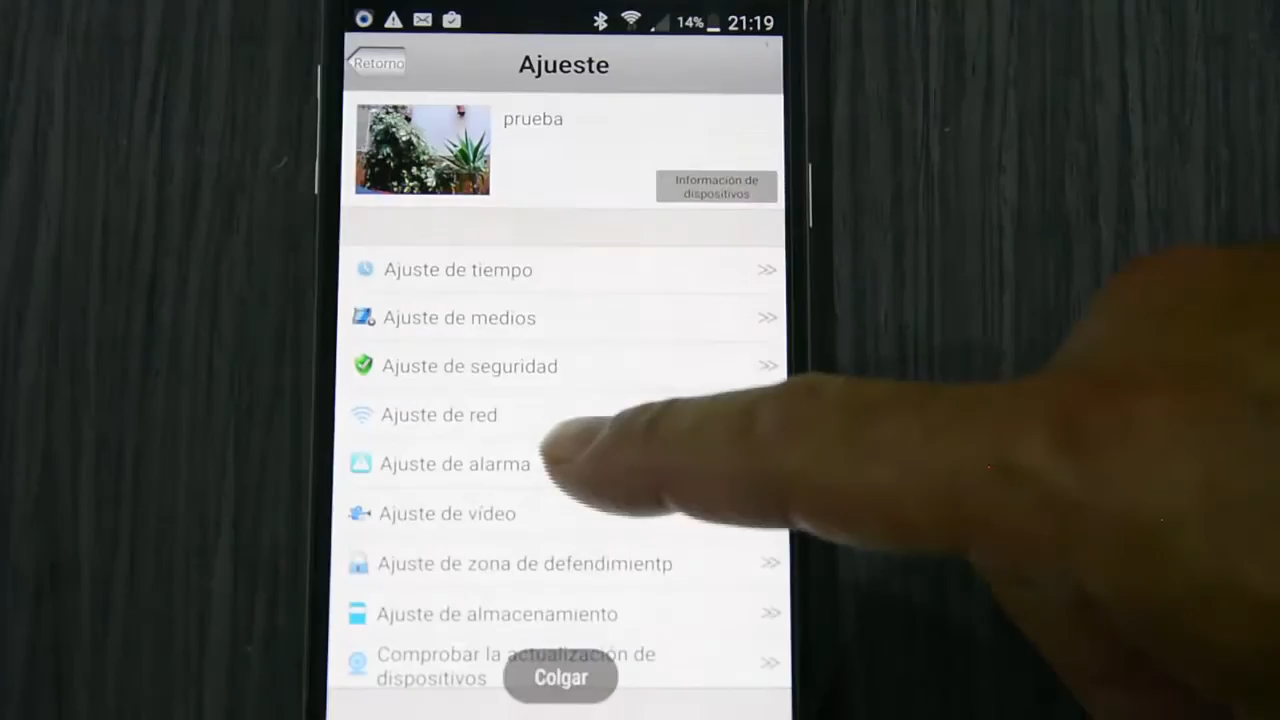 14% 21:19
Retorno
Ajueste
prueba
Información de
dispositivos
Ajuste de tiempo
Ajuste de medios
Ajuste de seguridad
Ajuste de red
Ajuste de alarma
Ajuste de vídeo
Ajuste de zona de defendimientp
Ajuste de almacenamiento
Comprobar la actualización de
dispositivos
Colgar